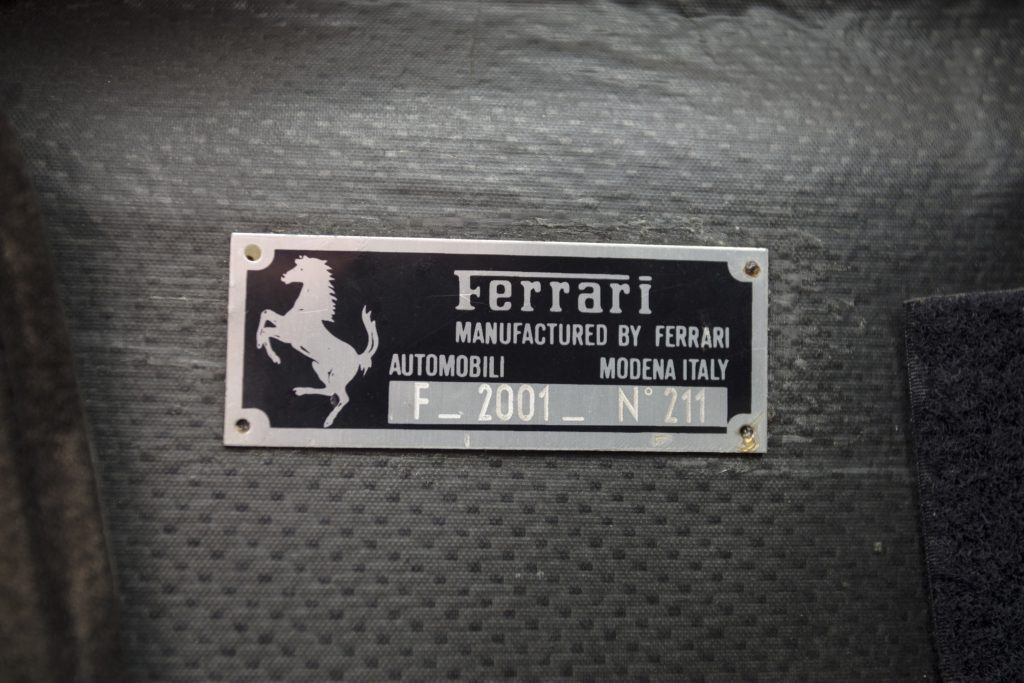 Ferrari
MANUFACTURED BY FERRARI
AUTOMOBILI MODENA ITALY
F_ 2001_ N° 211